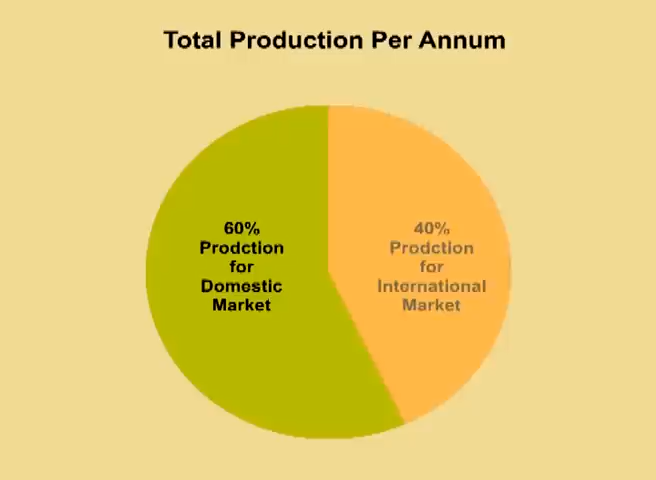 Total Production Per Annum
60%
Prodction
for
Domestic
Market
40%
Prodction
for
International
Market